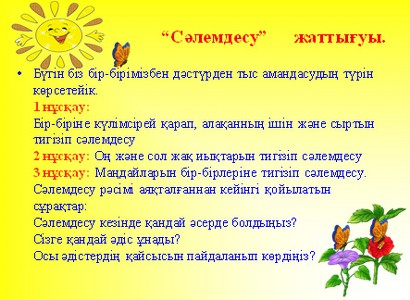 “Сәлемдесу” жаттығуы.
• Бүгін біз бір-бірімізбен дәстүрден тыс амандасудың түрін
көрсетейік.
1 нұсқау:
Бір-біріне күлімсірей қарап, алақанның ішін және сыртын
тигізіп сәлемдесу
2 нұсқау: Оң және сол жақ иықтарын тигізіп сәлемдесу
3 нұсқау: Маңдайларын бір-бірлеріне тигізіп сәлемдесу.
Сәлемдесу рәсімі аяқталғаннан кейінгі қойылатын
сұрақтар:
Сәлемдесу кезінде қандай әсерде болдыңыз?
Сізге қандай әдіс ұнады?
Осы әдістердің қайсысын пайдаланып көрдіңіз?